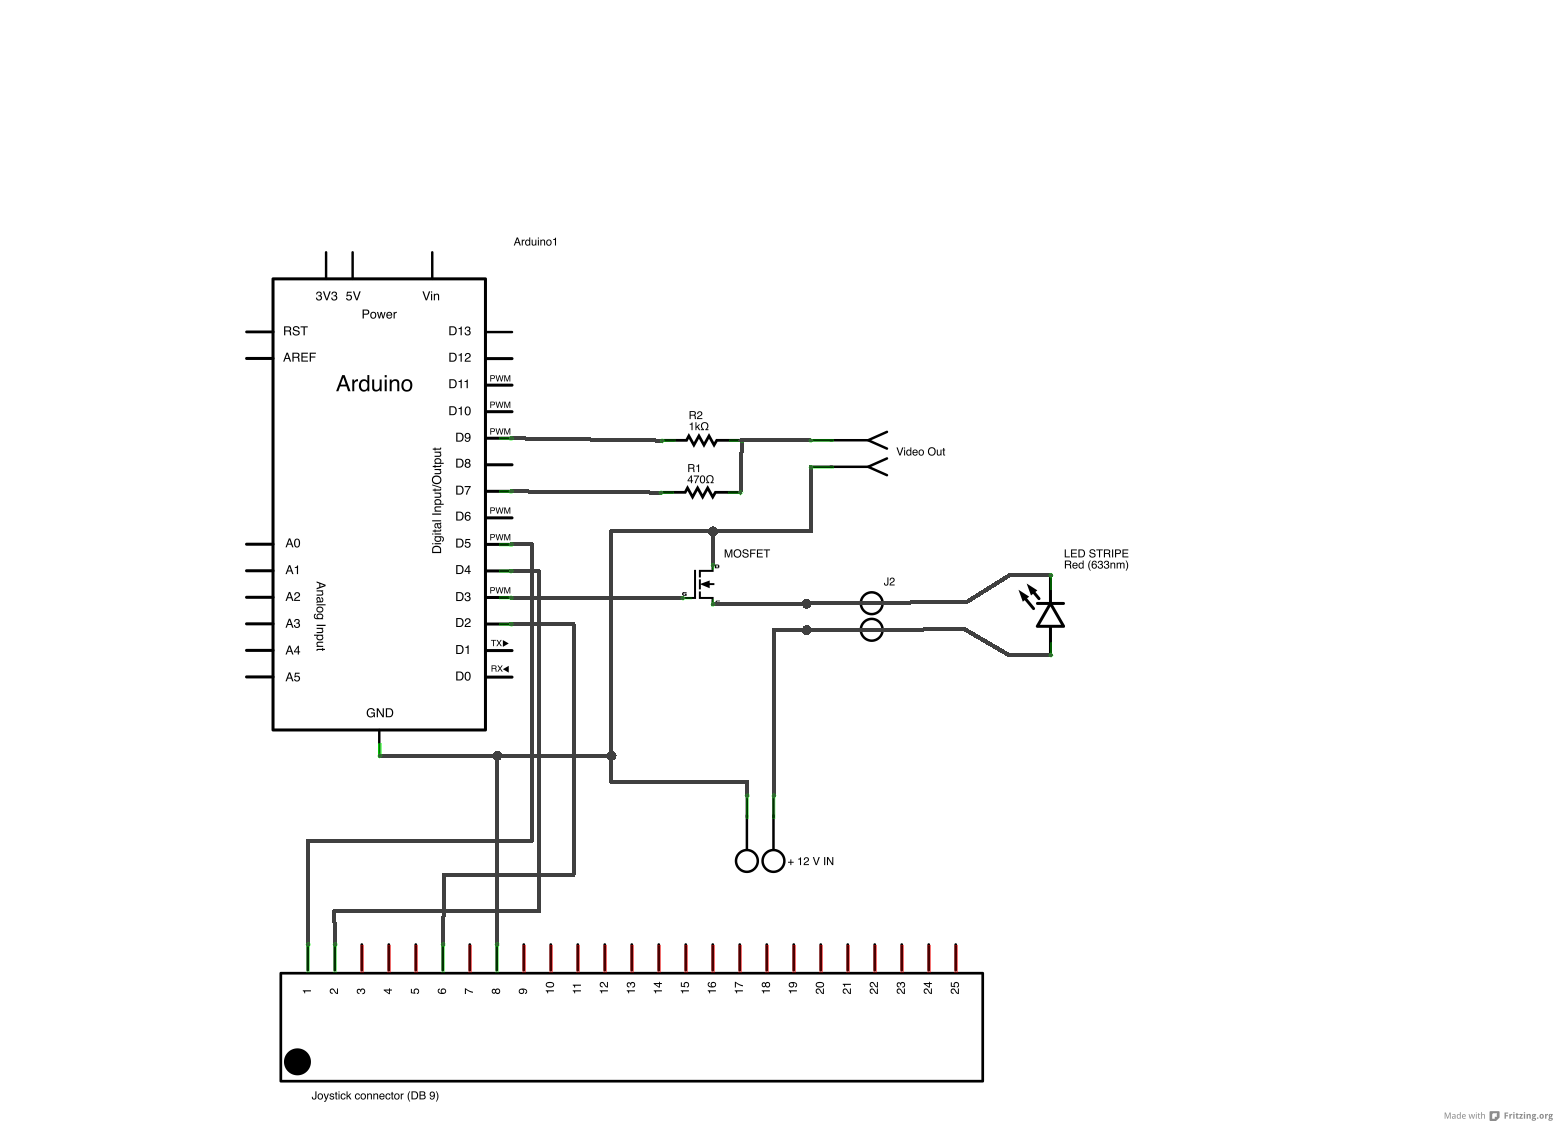 Arduino1
3V3 5V Vin
Power
RST D13
AREF D12
Arduino
D11 PWM
D10 PWM
D9 PWM
D8
D7
D6 PWM
D5 PWM
D4
D3 PWM
D2
D1 TX
D0 RX
Digital Input/Output
A0
A1
A2
A3
A4
A5
Analog Input
GND
R2
1kΩ
R1
470Ω
Video Out
MOSFET
D
G
J2
LED STRIPE
Red (633nm)
+ 12 V IN
1 2 3 4 5 6 7 8 9 10 11 12 13 14 15 16 17 18 19 20 21 22 23 24 25
Joystick connector (DB 9)
Made with Fritzing.org